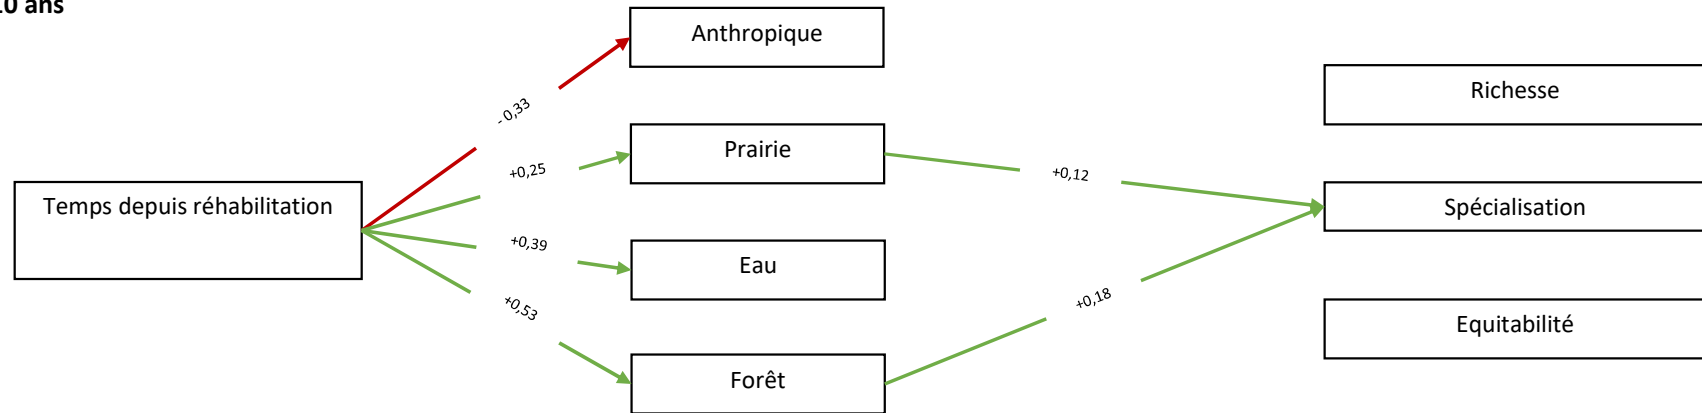 10 ans
Anthropique
Richesse
- 0,33
Prairie
+0,25
+0,12
Temps depuis réhabilitation
Spécialisation
+0,39
Eau
+0,53
+0,18
Equitabilité
Forêt